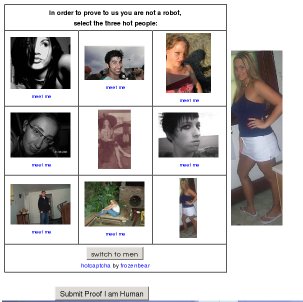 In order to prove to us you are not a robot,
select the three hot people:
meet me
meet me
meet me
meet me
meet me
meet me
meet me
switch to men
hotcaptcha by frozenbear
Submit Proof I am Human